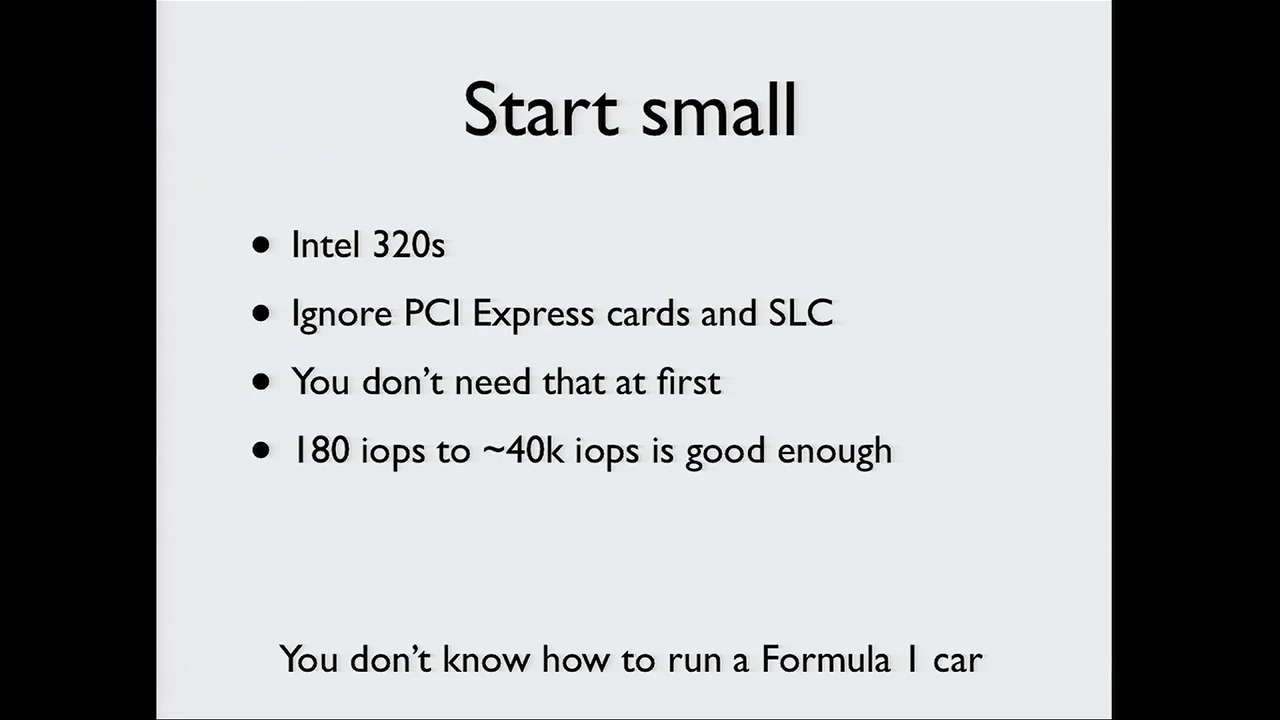 Start small
• Intel 320s
• Ignore PCI Express cards and SLC
• You don’t need that at first
• 180 iops to ~40k iops is good enough
You don’t know how to run a Formula 1 car